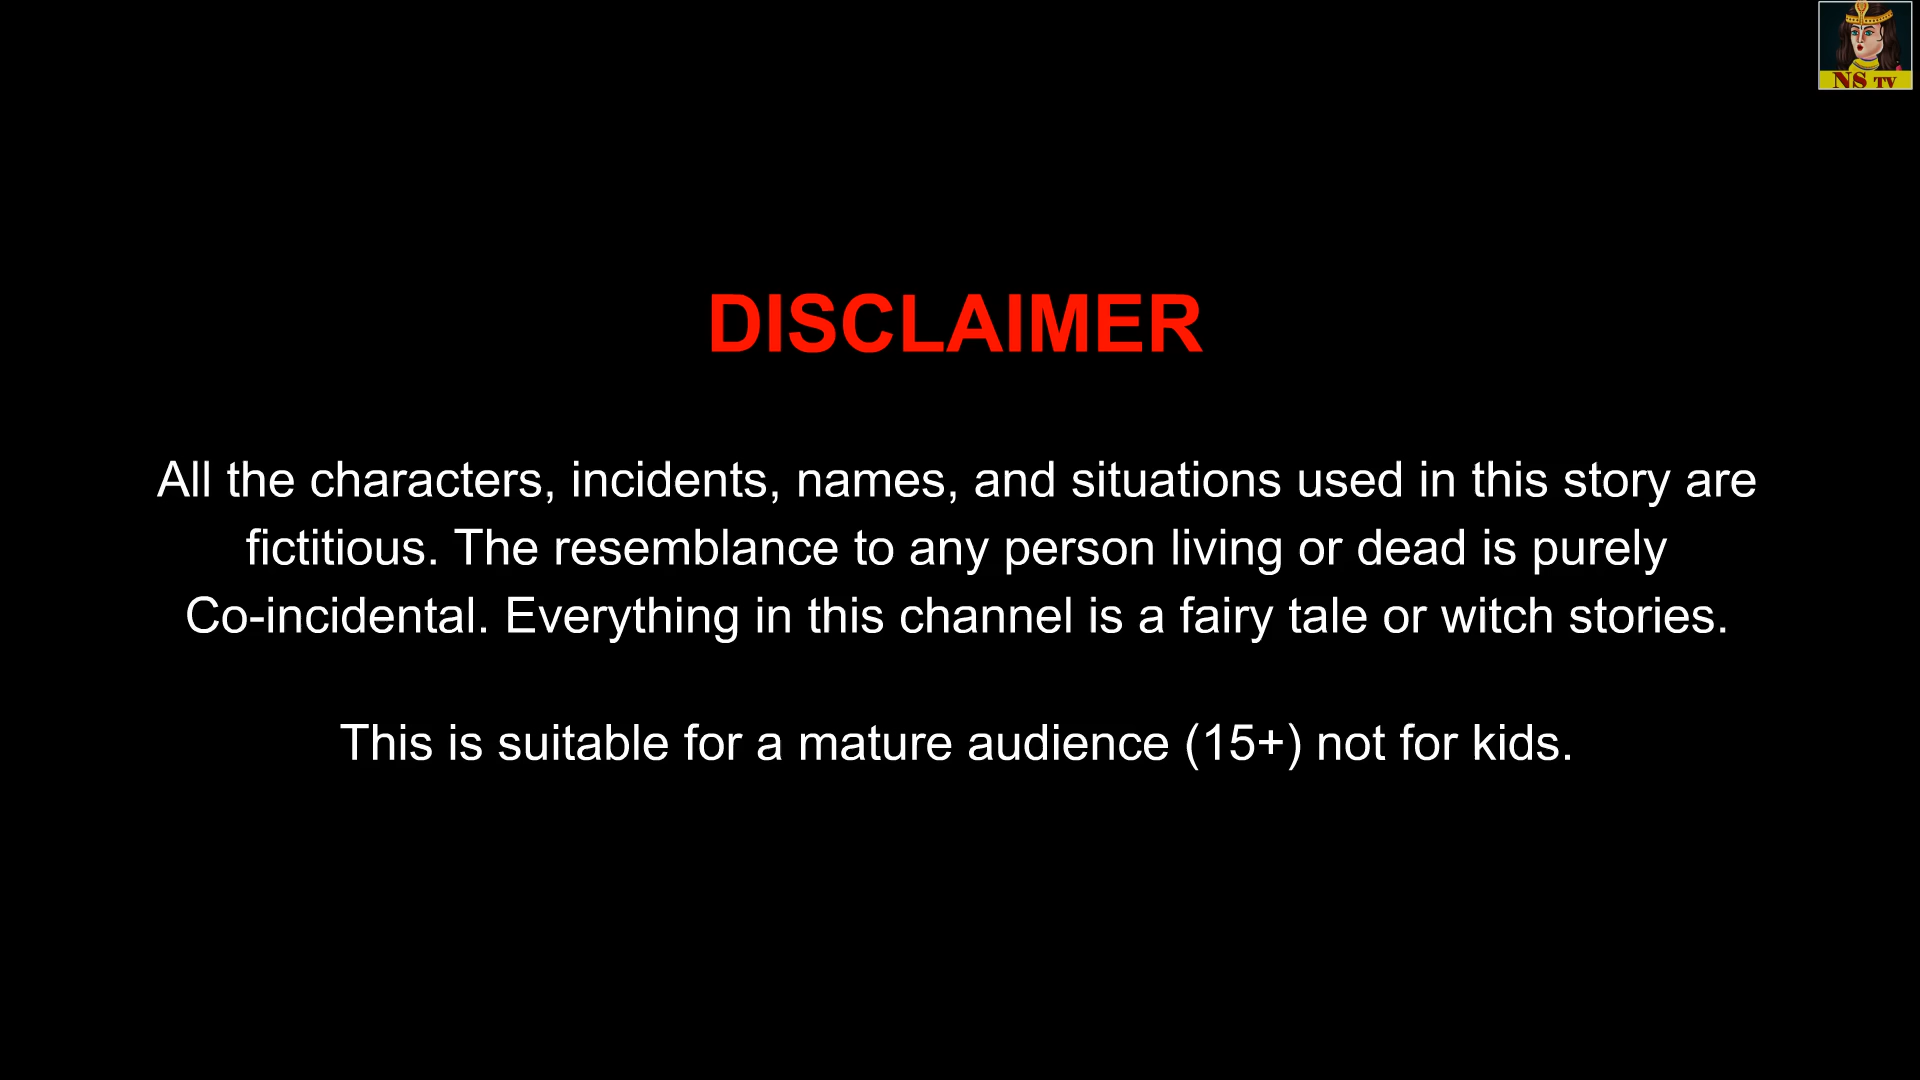 NS TV
DISCLAIMER
All the characters, incidents, names, and situations used in this story are
fictitious. The resemblance to any person living or dead is purely
Co-incidental. Everything in this channel is a fairy tale or witch stories.
This is suitable for a mature audience (15+) not for kids.